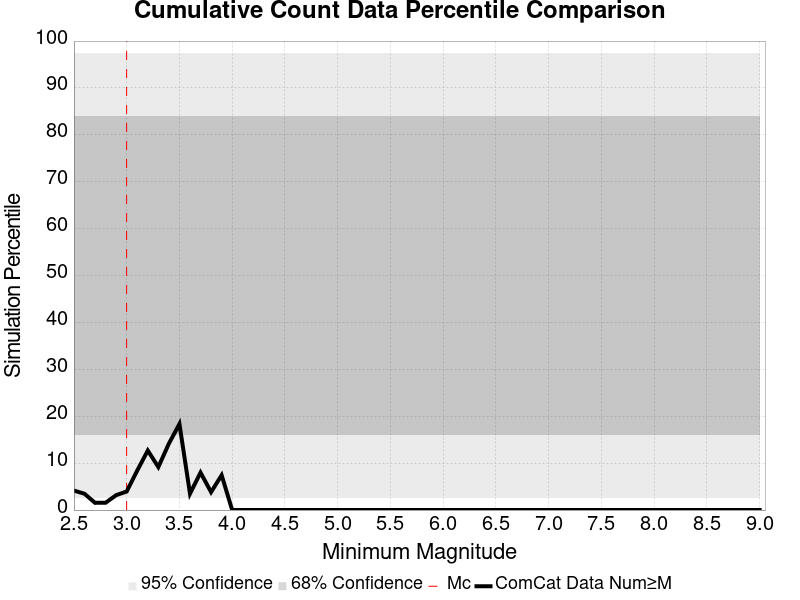 Cumulative Count Data Percentile Comparison
Simulation Percentile
100
90
80
70
60
50
40
30
20
10
0
2.5 3.0 3.5 4.0 4.5 5.0 5.5 6.0 6.5 7.0 7.5 8.0 8.5 9.0
Minimum Magnitude
95% Confidence 68% Confidence Mc ComCat Data Num≥M